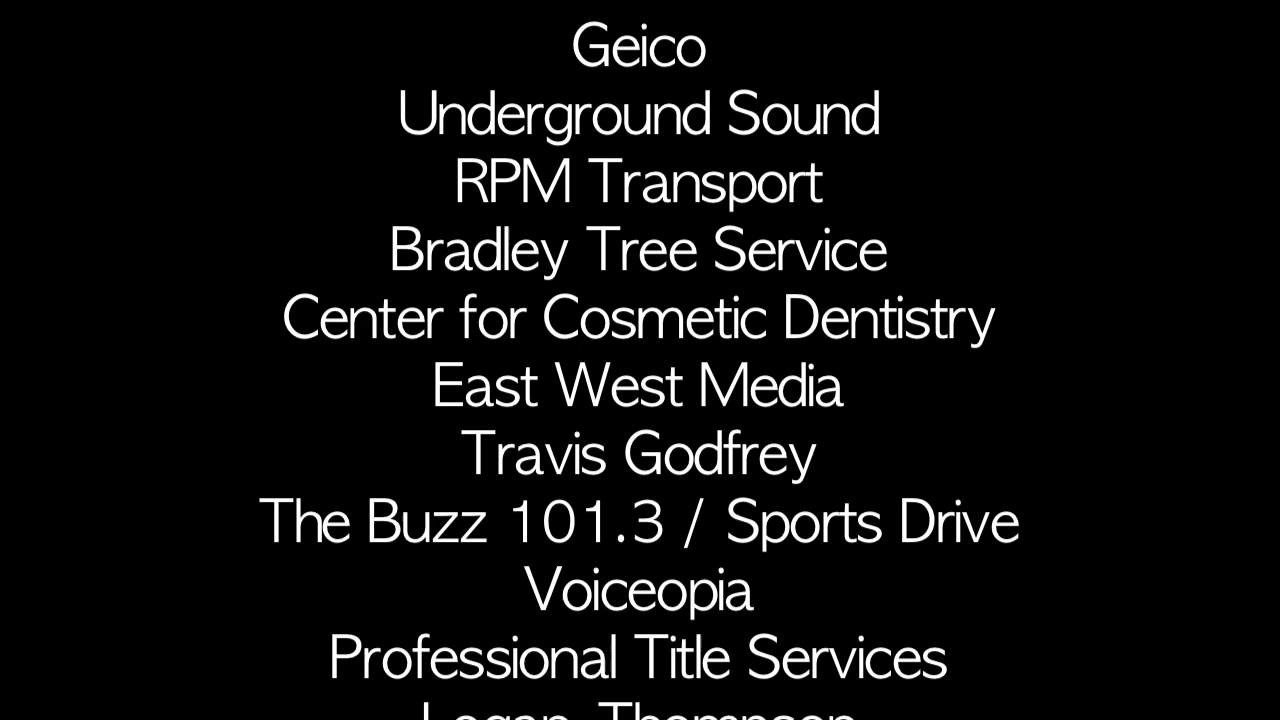 Geico
Underground Sound
RPM Transport
Bradley Tree Service
Center for Cosmetic Dentistry
East West Media
Travis Godfrey
The Buzz 101.3 / Sports Drive
Voiceopia
Professional Title Services